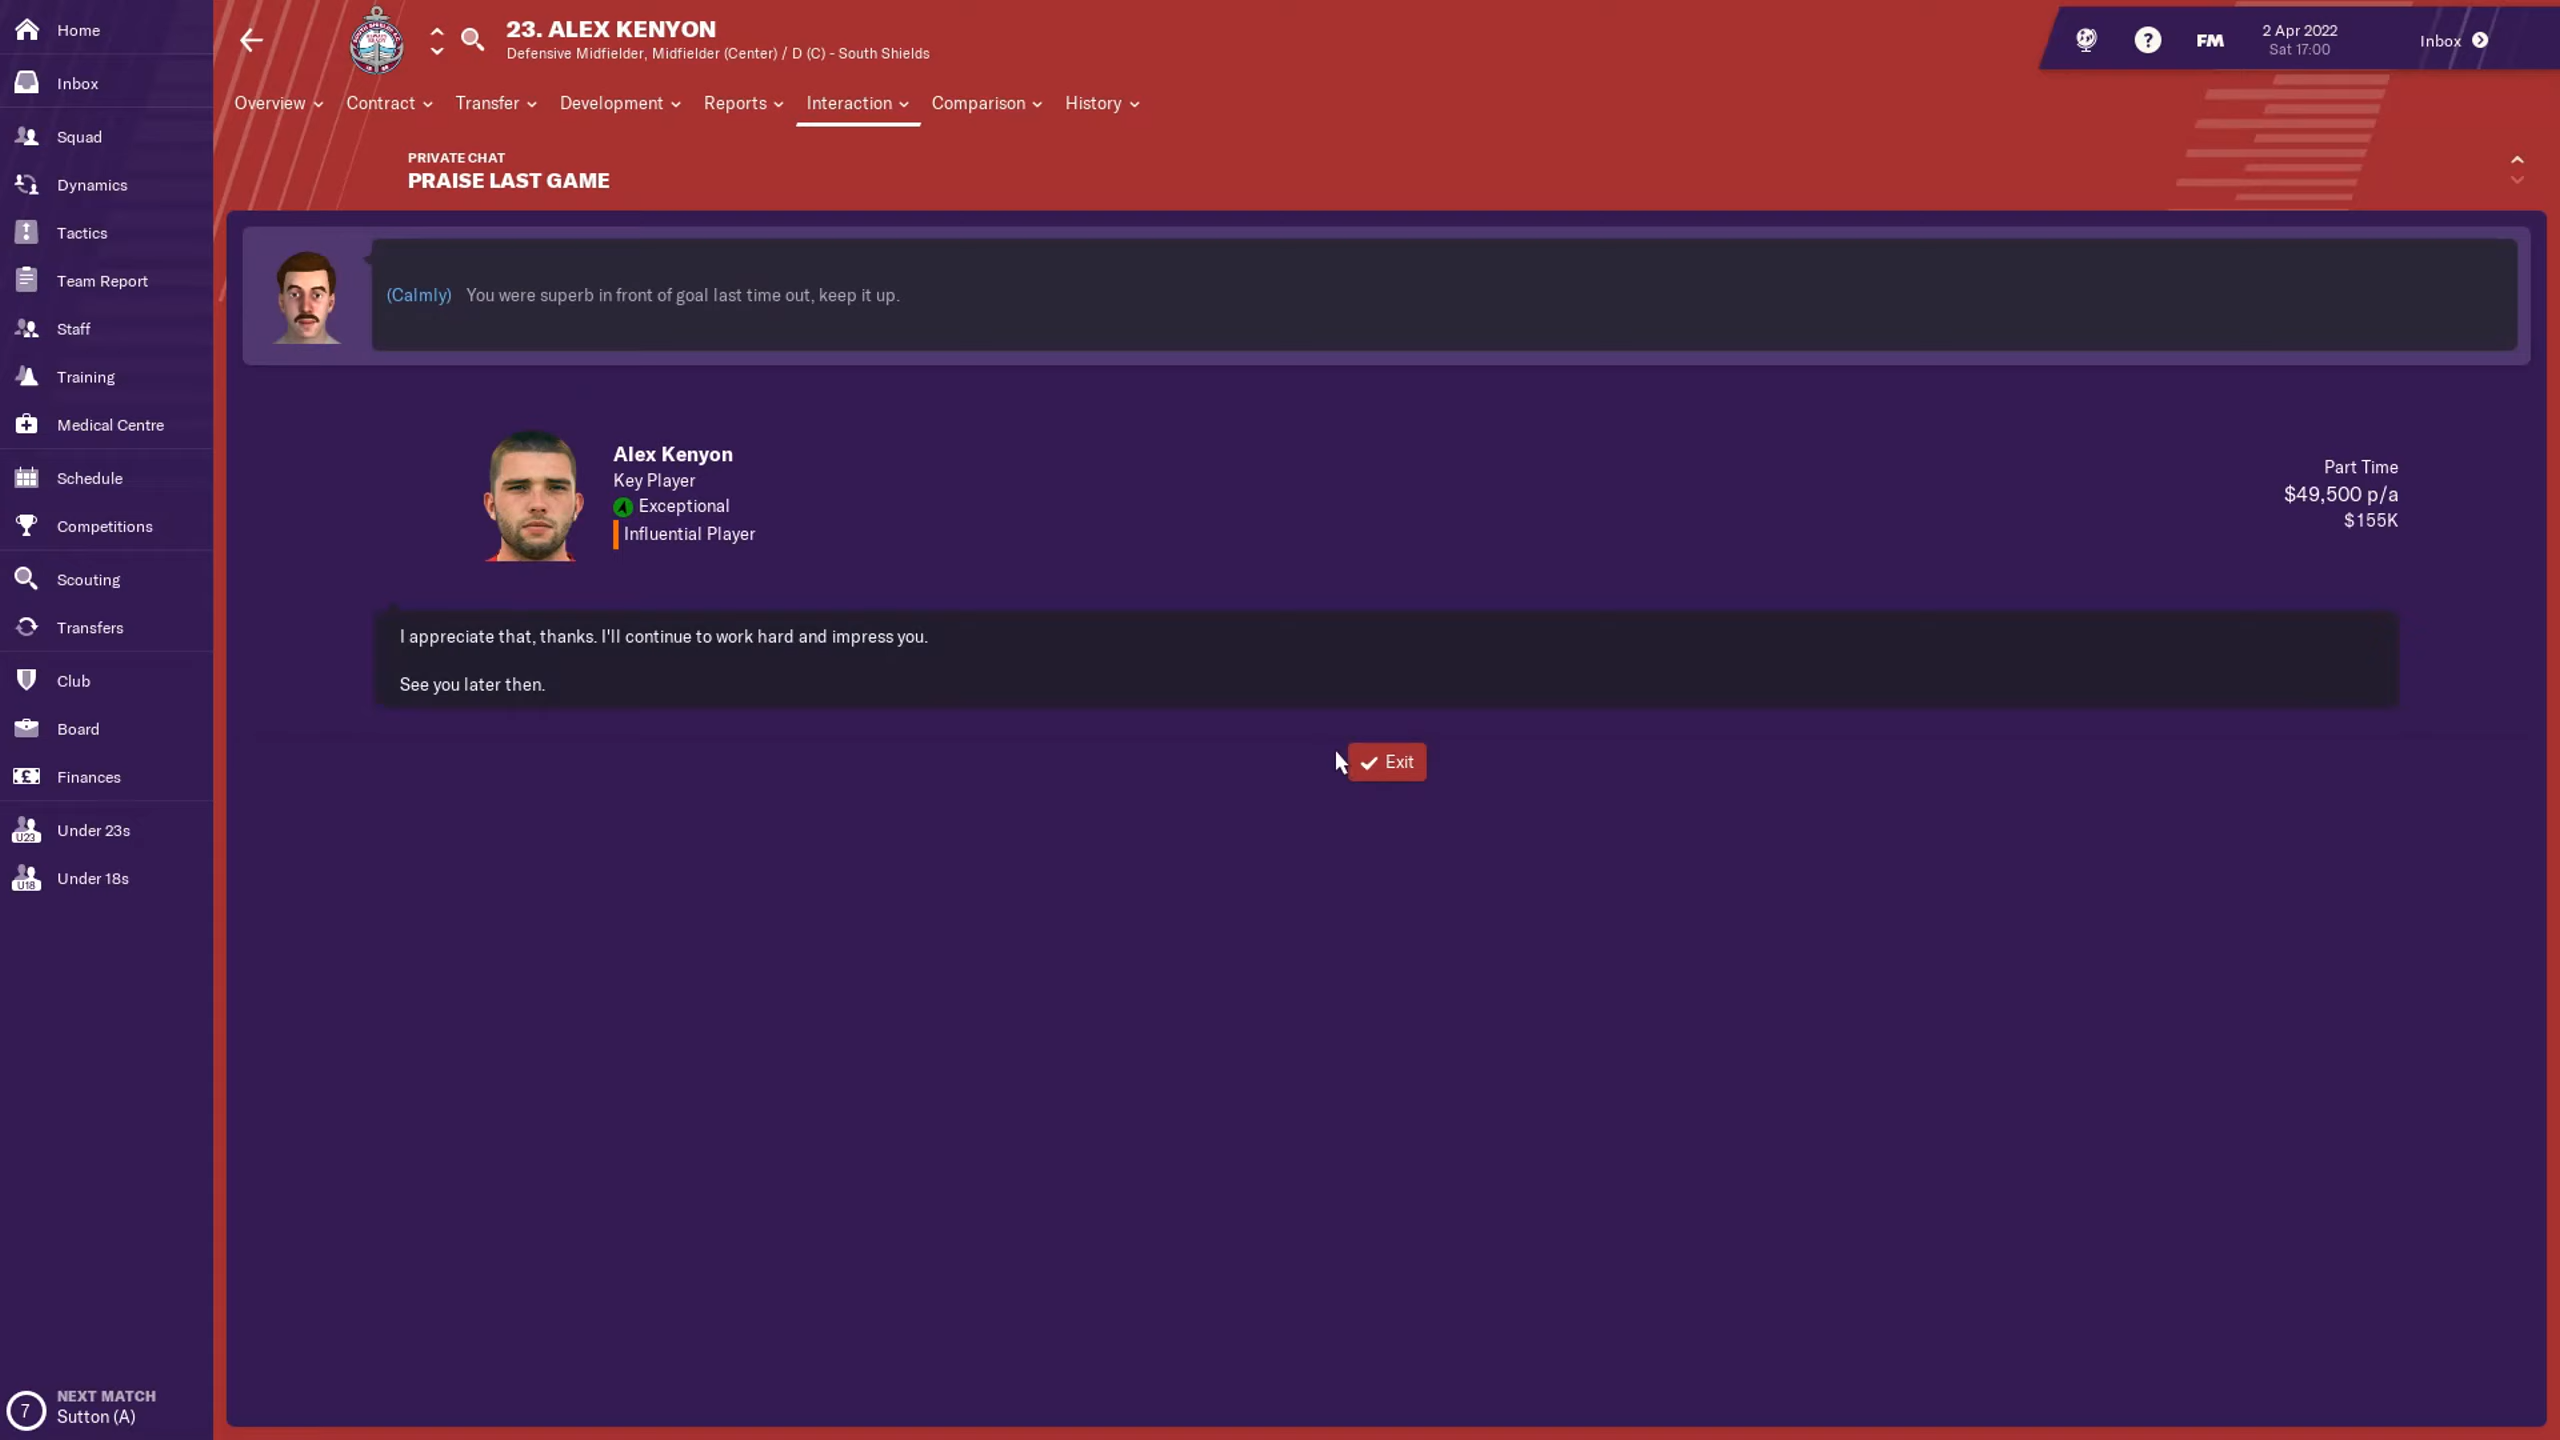 Home
Inbox
Squad
Dynamics
Tactics
Team Report
Staff
Training
Medical Centre
Schedule
Competitions
Scouting
Transfers
Club
Board
Finances
U23 Under 23s
U18 Under 18s
7 NEXT MATCH
Sutton (A)
23. ALEX KENYON
Defensive Midfielder, Midfielder (Center) / D (C) - South Shields
? FM 2 Apr 2022
Sat 17:00
Inbox
Overview Contract Transfer Development Reports Interaction Comparison History
PRIVATE CHAT
PRAISE LAST GAME
(Calmly) You were superb in front of goal last time out, keep it up.
Alex Kenyon
Key Player
Exceptional
Influential Player
Part Time
$49,500 p/a
$155K
I appreciate that, thanks. I'll continue to work hard and impress you.
See you later then.
Exit